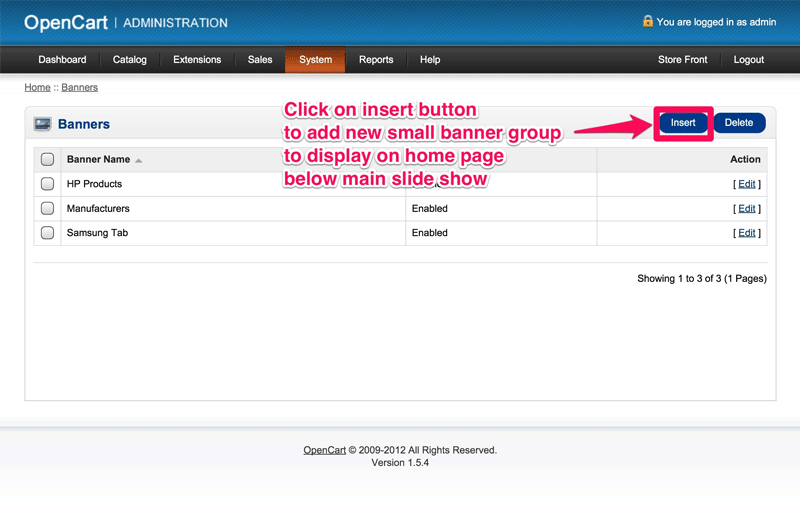 OpenCart | ADMINISTRATION
You are logged in as admin
Dashboard Catalog Extensions Sales System Reports Help Store Front Logout
Home :: Banners
Banners
Click on insert button
to add new small banner group
to display on home page
below main slide show
Insert Delete
Banner Name Action
HP Products [ Edit ]
Manufacturers Enabled [ Edit ]
Samsung Tab Enabled [ Edit ]
Showing 1 to 3 of 3 (1 Pages)
OpenCart © 2009-2012 All Rights Reserved.
Version 1.5.4